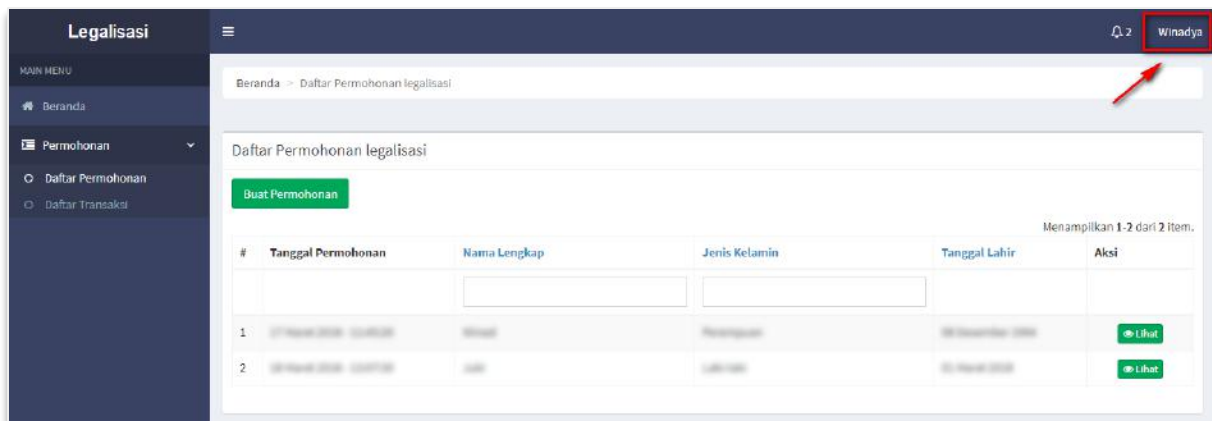 Legalisasi
2 Winadya
MAIN MENU
Beranda > Daftar Permohonan legalisasi
Beranda
Permohonan
Daftar Permohonan legalisasi
Daftar Permohonan
Buat Permohonan
Daftar Transaksi
Menampilkan 1-2 dari 2 item.
# Tanggal Permohonan Nama Lengkap Jenis Kelamin Tanggal Lahir Aksi
1 Lihat
2 Lihat